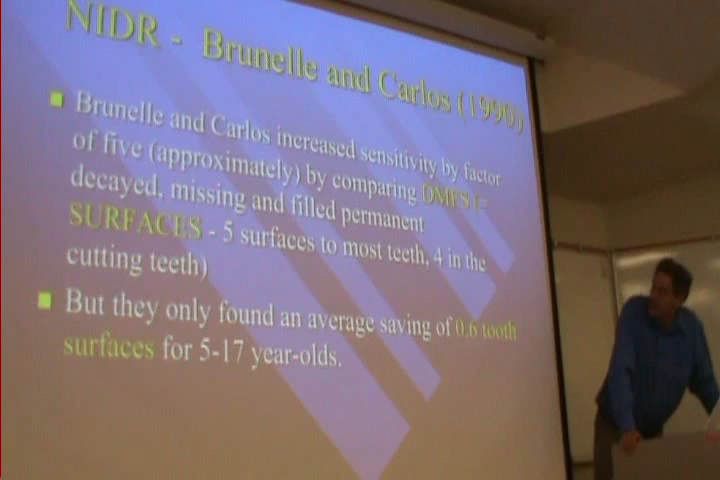 NIDR - Brunelle and Carlos (1990)
Brunelle and Carlos increased sensitivity by factor
of five (approximately) by comparing DMFS (=
decayed, missing and filled permanent
SURFACES - 5 surfaces to most teeth, 4 in the
cutting teeth)
But they only found an average saving of 0.6 tooth
surfaces for 5-17 year-olds.